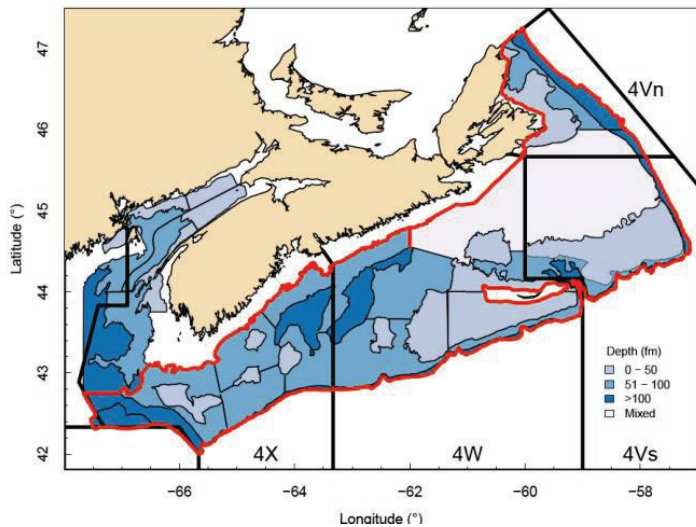 47
46
45
44
43
42
Latitude (°)
4Vn
Depth (fm)
0 – 50
51 – 100
>100
Mixed
4X
4W
4Vs
−66
−64
−62
−60
−58
Longitude (°)